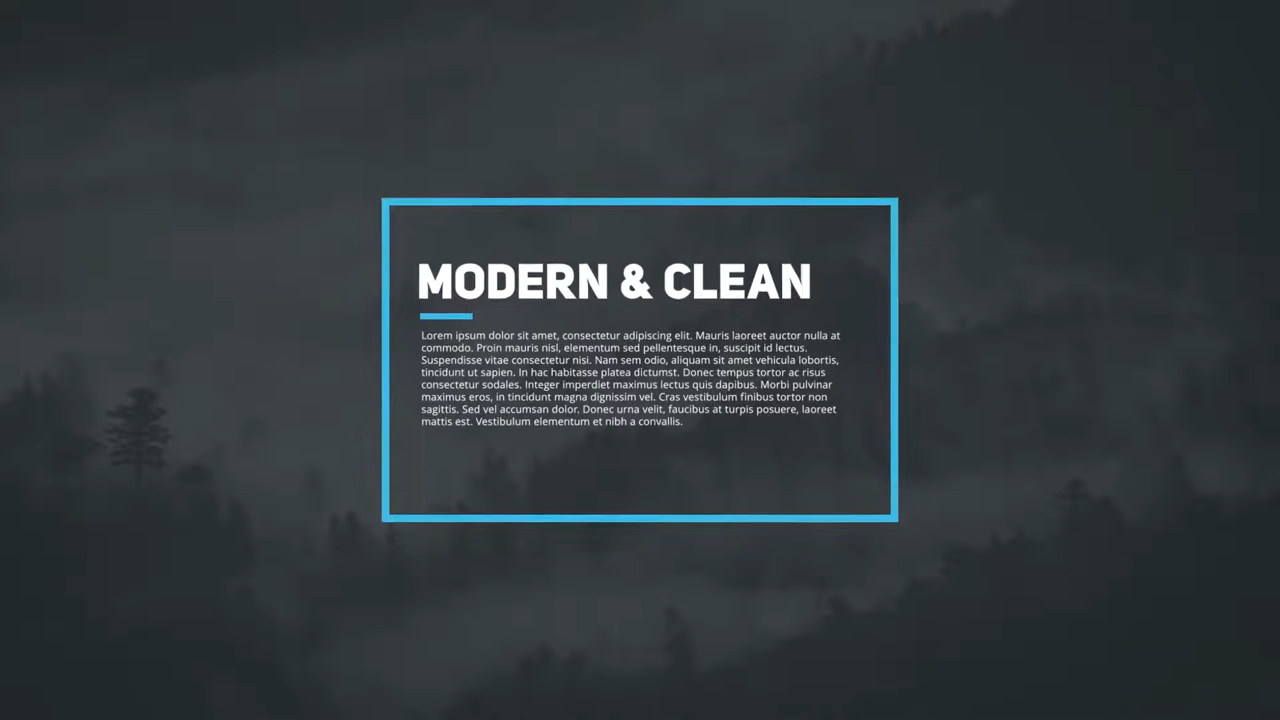 MODERN & CLEAN
Lorem ipsum dolor sit amet, consectetur adipiscing elit. Mauris laoreet auctor nulla at
commodo. Proin mauris nisl, elementum sed pellentesque in, suscipit id lectus.
Suspendisse vitae consectetur nisi. Nam sem odio, aliquam sit amet vehicula lobortis,
tincidunt ut sapien. In hac habitasse platea dictumst. Donec tempus tortor ac risus
consectetur sodales. Integer imperdiet maximus lectus quis dapibus. Morbi pulvinar
maximus eros, in tincidunt magna dignissim vel. Cras vestibulum finibus tortor non
sagittis. Sed vel accumsan dolor. Donec urna velit, faucibus at turpis posuere, laoreet
mattis est. Vestibulum elementum et nibh a convallis.